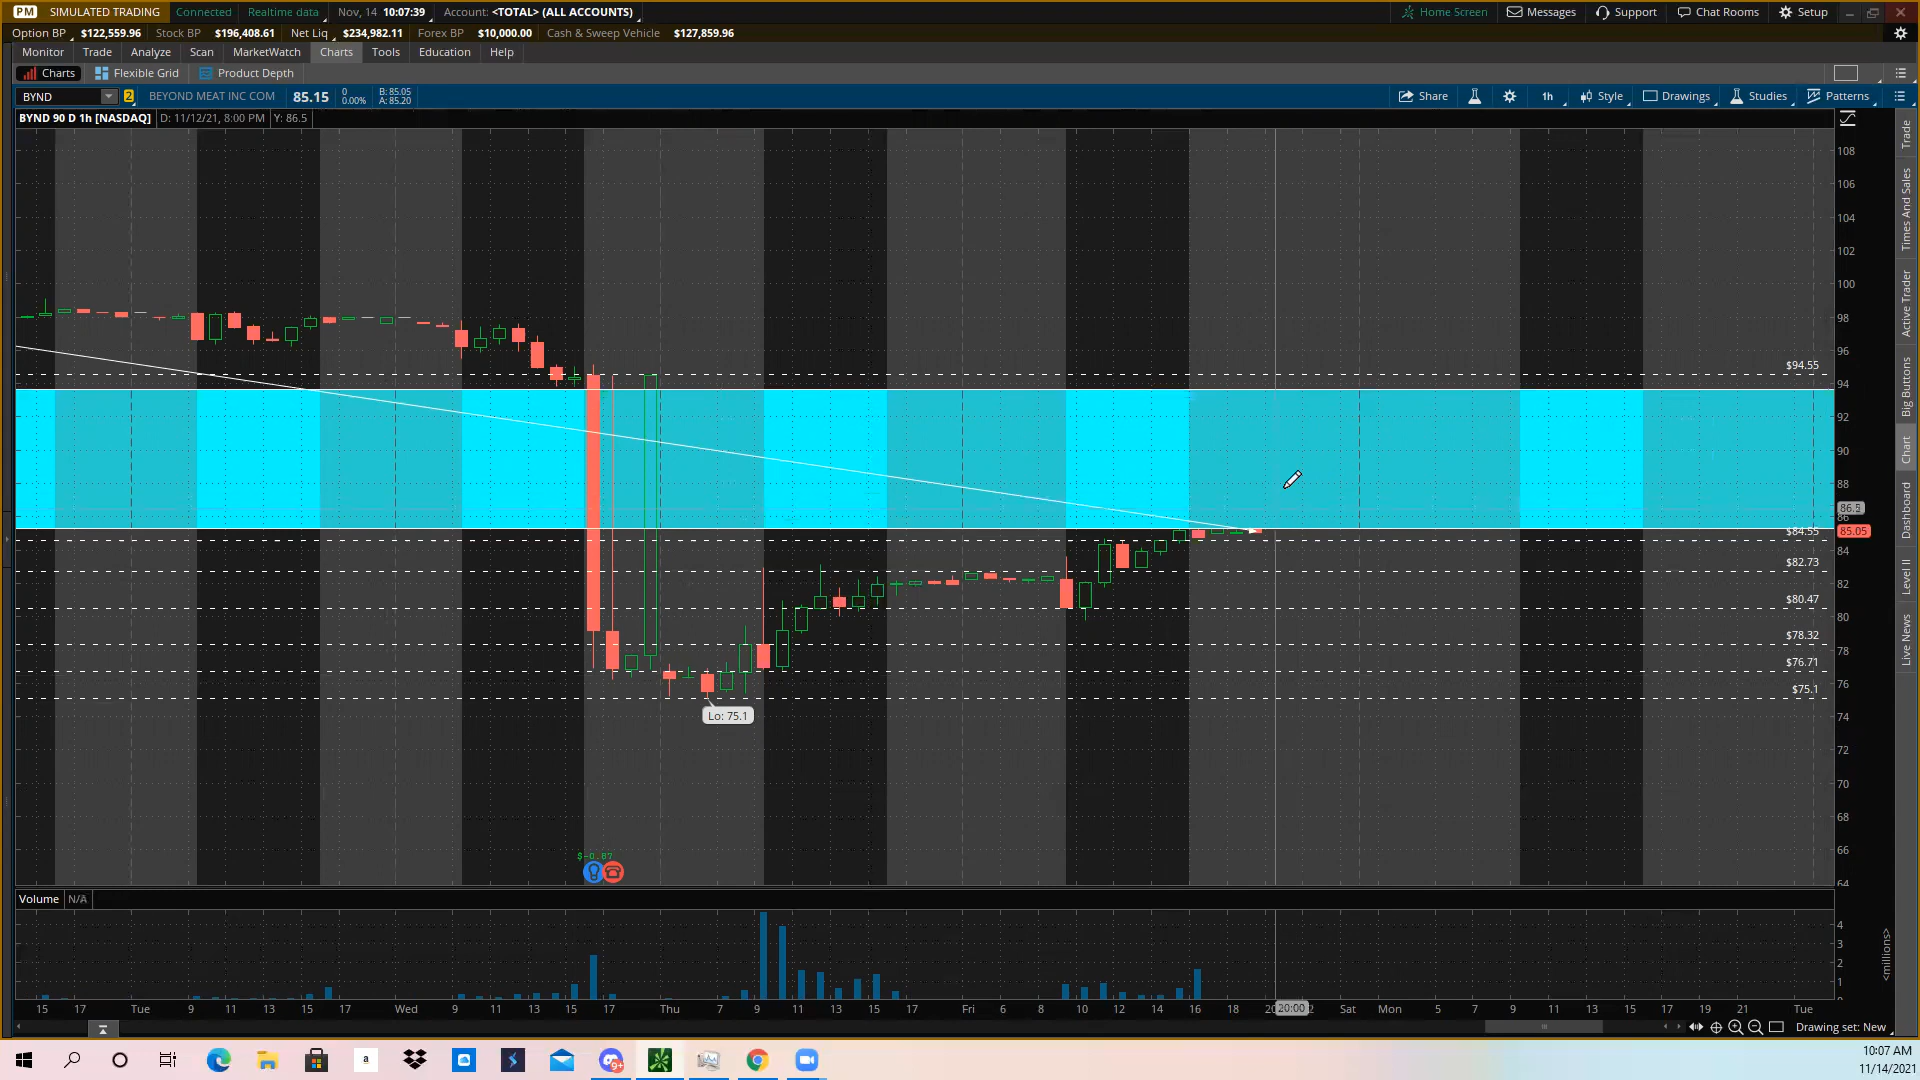 PM SIMULATED TRADING Connected Realtime data Nov, 14 10:07:39 Account: <TOTAL> (ALL ACCOUNTS) Home Screen Messages Support Chat Rooms Setup
Option BP $122,559.96 Stock BP $196,408.61 Net Liq $234,982.11 Forex BP $10,000.00 Cash & Sweep Vehicle $127,859.96
Monitor Trade Analyze Scan MarketWatch Charts Tools Education Help
Charts Flexible Grid Product Depth
BYND 2 BEYOND MEAT INC COM 85.15 0 B: 85.05
0.00% A: 85.20
Share 1h Style Drawings Studies Patterns
BYND 90 D 1h [NASDAQ] D: 11/12/21, 8:00 PM Y: 86.5
108
106
104
102
100
98
96
$94.55
94
92
90
88
86.5
86
$84.55 85.05
84
$82.73
82
$80.47
80
$78.32
78
$76.71
76
$75.1
Lo: 75.1
74
72
70
68
$-0.87
66
64
Volume N/A
4
3
2
1
<millions>
15 17 Tue 9 11 13 15 17 Wed 9 11 13 15 17 Thu 7 9 11 13 15 17 Fri 7 8 10 12 14 16 18 20:00 Sat Mon 5 7 9 11 13 15 17 19 21 Tue
Drawing set: New
Trade
Times And Sales
Active Trader
Big Buttons
Chart
Dashboard
Level II
Live News
a
9+
10:07 AM
11/14/2021